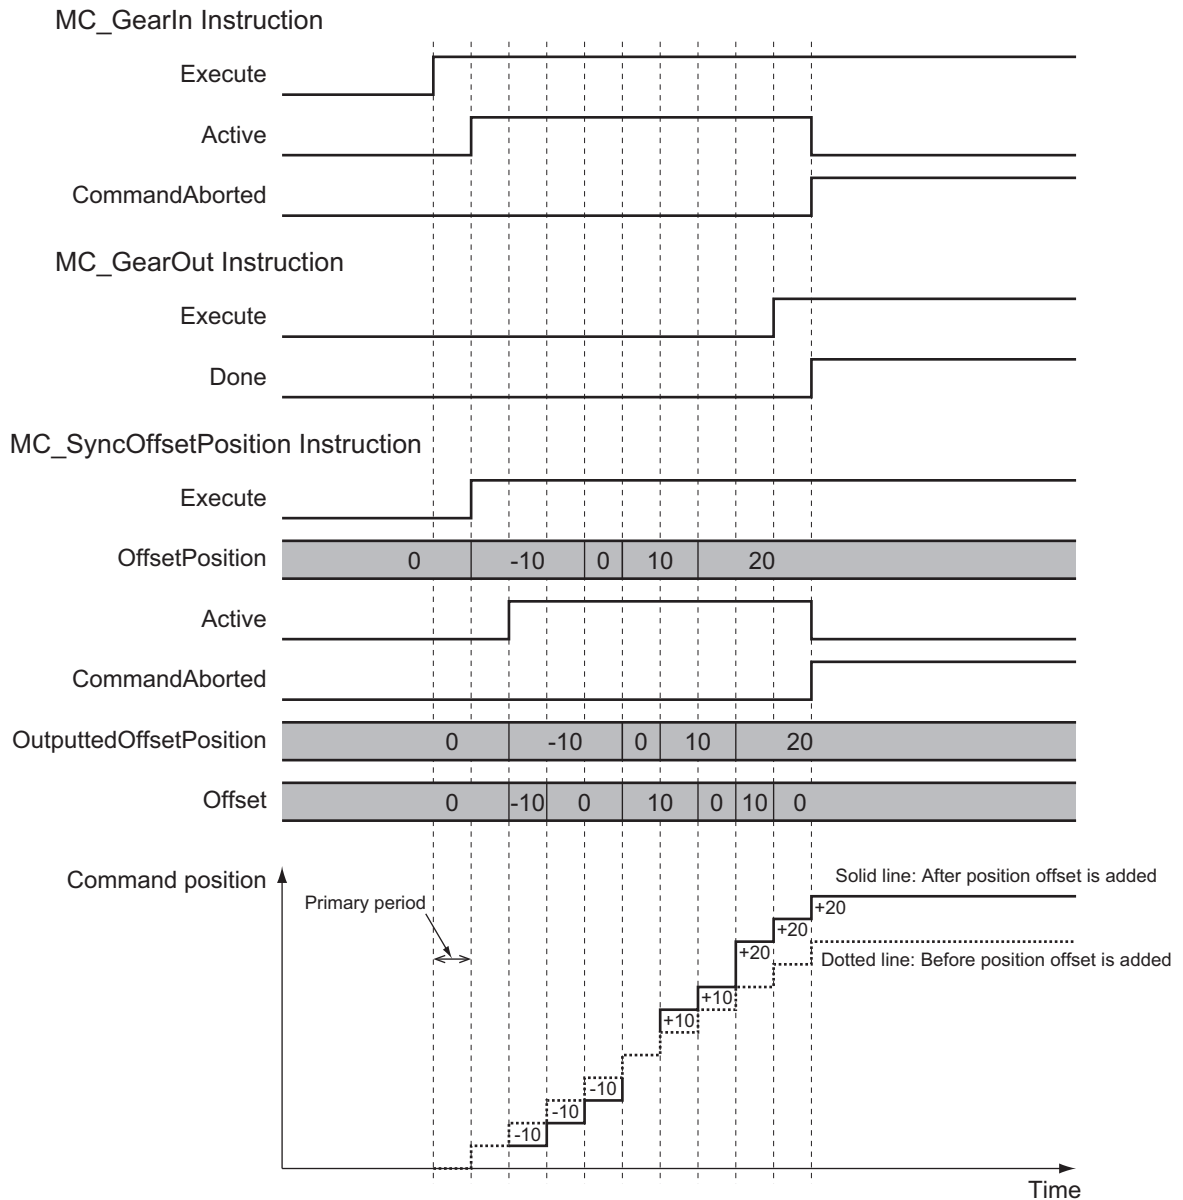 MC_GearIn Instruction
Execute
Active
CommandAborted
MC_GearOut Instruction
Execute
Done
MC_SyncOffsetPosition Instruction
Execute
OffsetPosition 0 -10 0 10 20
Active
CommandAborted
OutputtedOffsetPosition 0 -10 0 10 20
Offset 0 -10 0 10 0 10 0
Command position
Solid line: After position offset is added
Primary period
+20
+20
+20
Dotted line: Before position offset is added
+10
+10
-10
-10
-10
Time